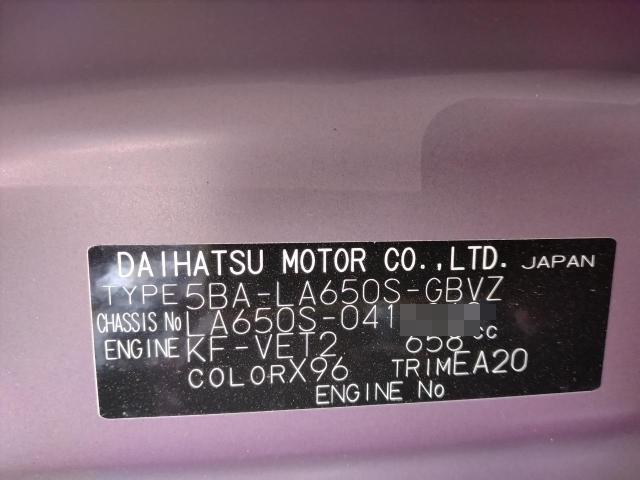 DAIHATSU MOTOR CO.,LTD. JAPAN
TYPE 5BA-LA650S-GBVZ
CHASSIS No LA650S-041
ENGINE KF-VET2 658 cc
COLOR X96 TRIM EA20
ENGINE No